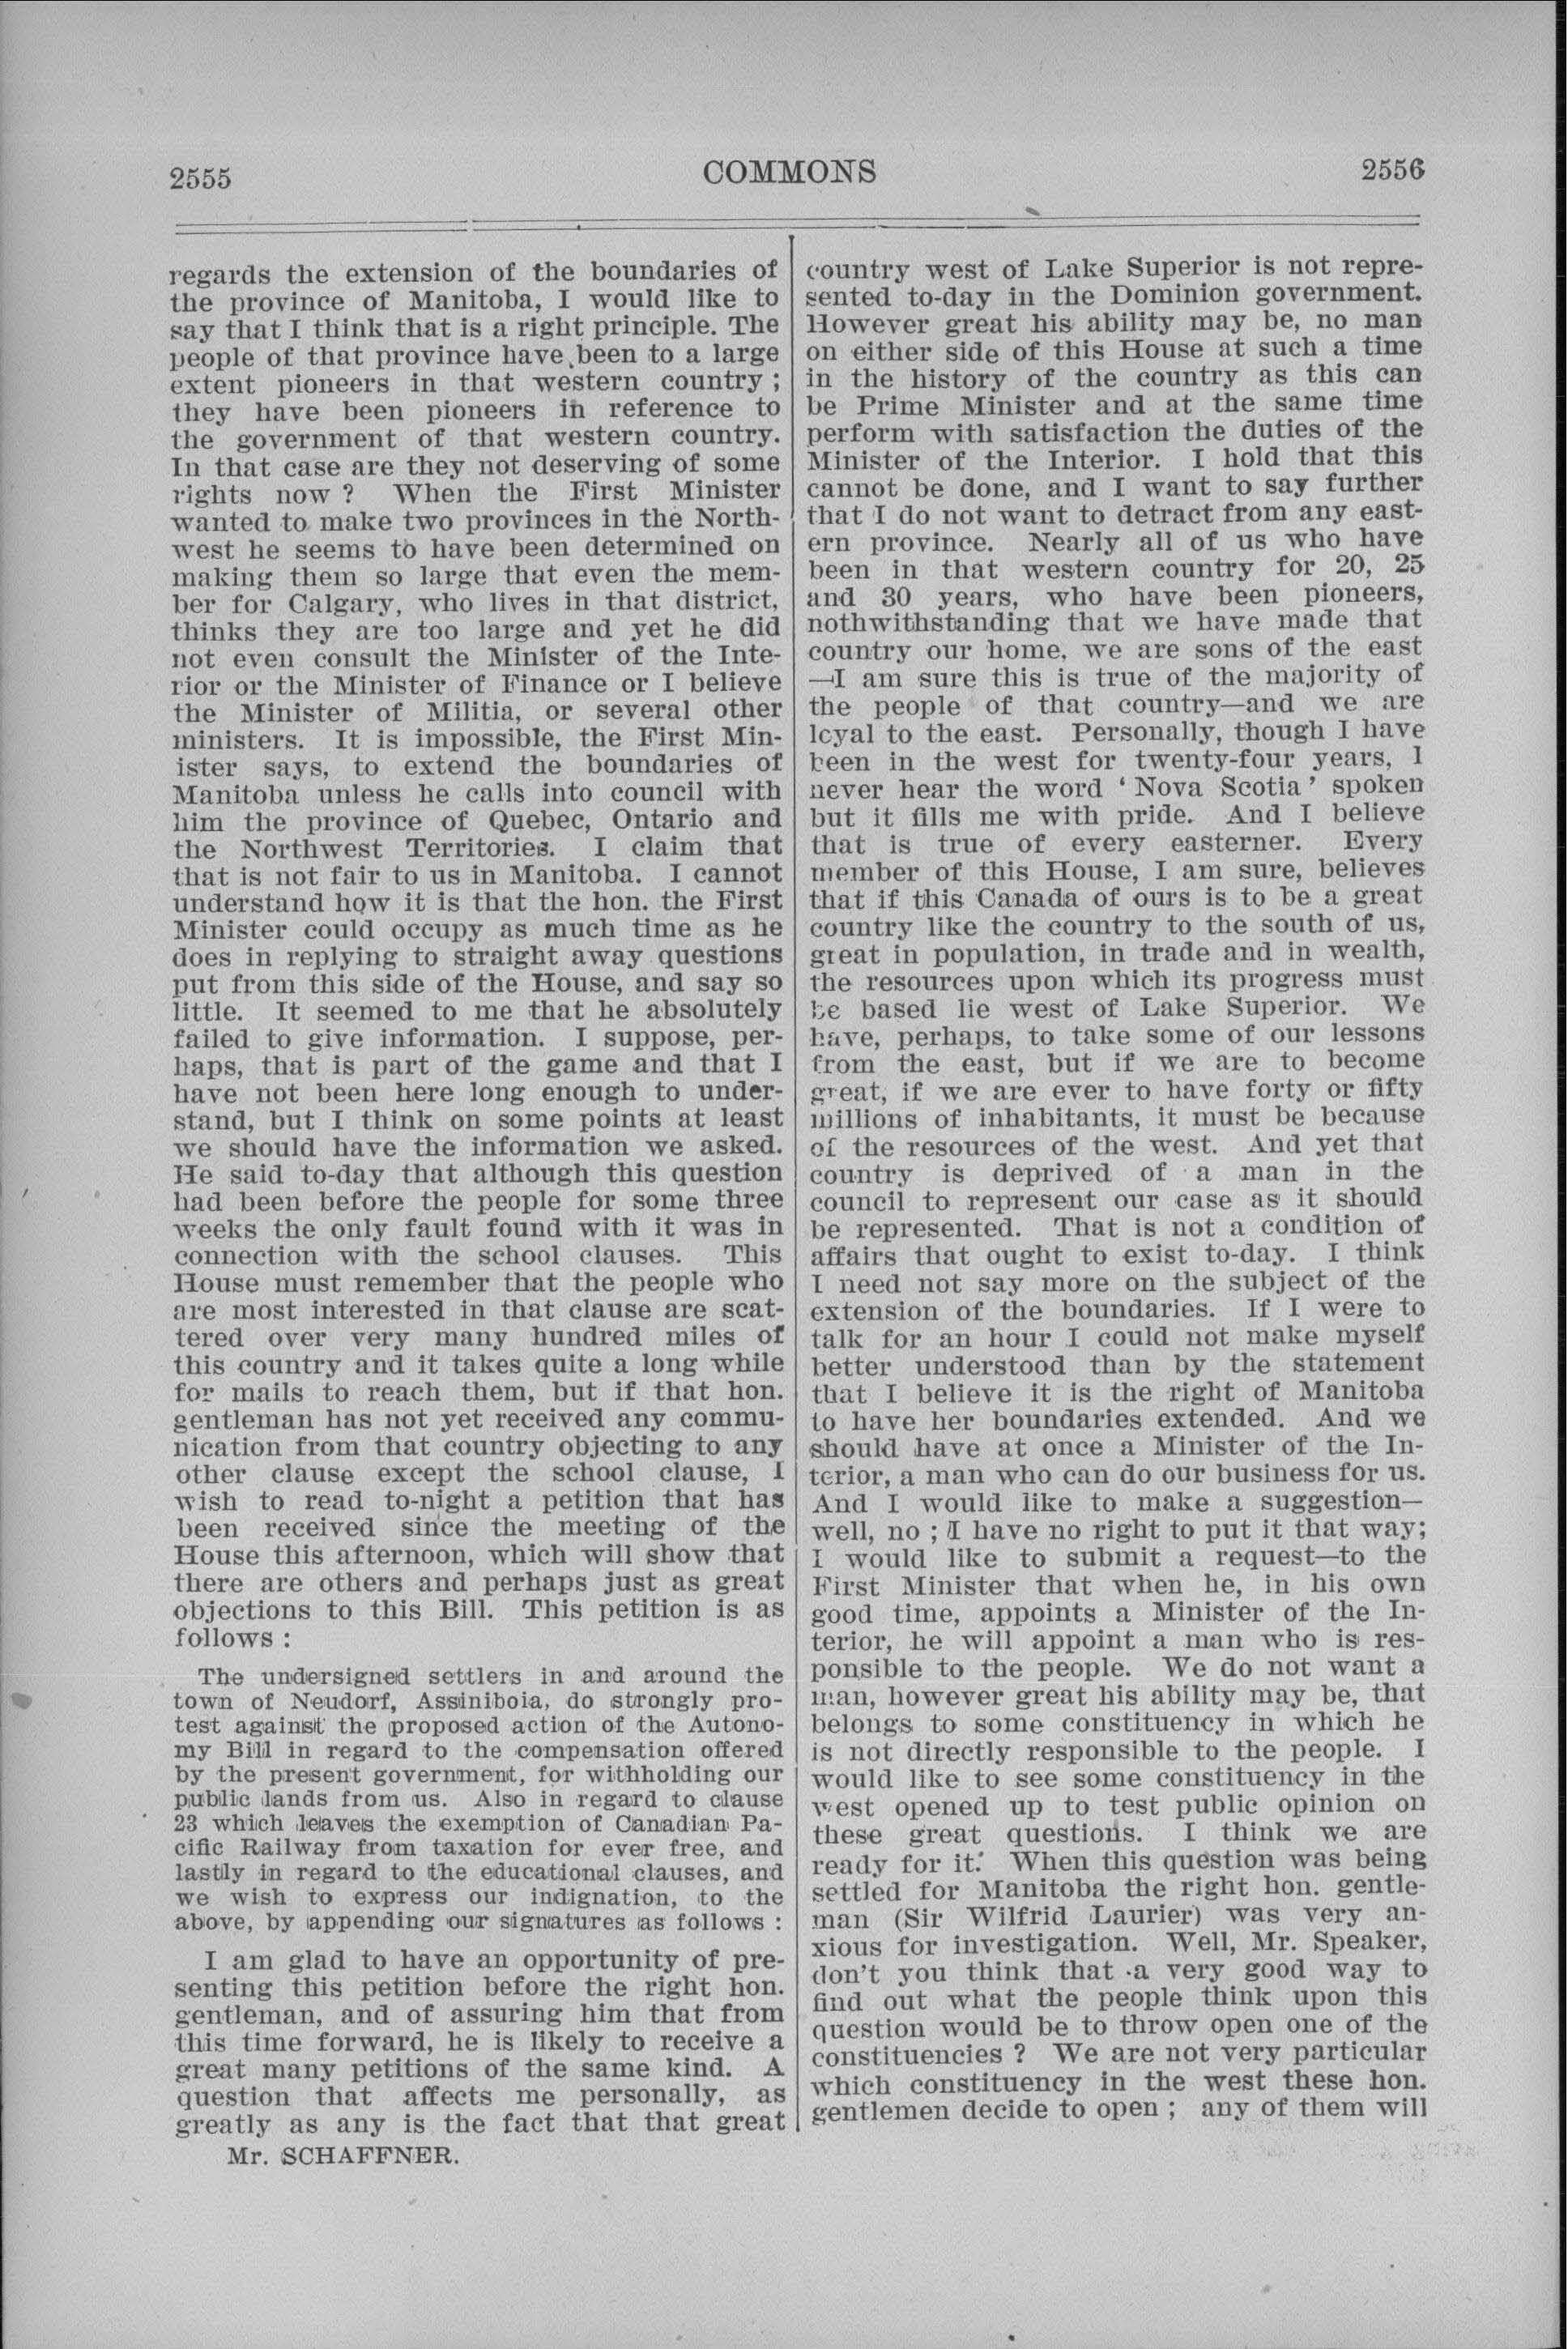 2555
COMMONS
2556
regards the extension of the boundaries of
the province of Manitoba, I would like to
say that I think that is a right principle. The
people of that province have been to a large
extent pioneers in that western country ;
they have been pioneers in reference to
the government of that western country.
In that case are they not deserving of some
rights now ? When the First Minister
wanted to make two provinces in the North-
west he seems to have been determined on
making them so large that even the mem-
ber for Calgary, who lives in that district,
thinks they are too large and yet he did
not even consult the Minister of the Inte-
rior or the Minister of Finance or I believe
the Minister of Militia, or several other
ministers. It is impossible, the First Min-
ister says, to extend the boundaries of
Manitoba unless he calls into council with
him the province of Quebec, Ontario and
the Northwest Territories. I claim that
that is not fair to us in Manitoba. I cannot
understand how it is that the hon. the First
Minister could occupy as much time as he
does in replying to straight away questions
put from this side of the House, and say so
little. It seemed to me that he absolutely
failed to give information. I suppose, per-
haps, that is part of the game and that I
have not been here long enough to under-
stand, but I think on some points at least
we should have the information we asked.
He said to-day that although this question
had been before the people for some three
weeks the only fault found with it was in
connection with the school clauses. This
House must remember that the people who
are most interested in that clause are scat-
tered over very many hundred miles of
this country and it takes quite a long while
for mails to reach them, but if that hon.
gentleman has not yet received any commu-
nication from that country objecting to any
other clause except the school clause, I
wish to read to-night a petition that has
been received since the meeting of the
House this afternoon, which will show that
there are others and perhaps just as great
objections to this Bill. This petition is as
follows :
The undersigned settlers in and around the
town of Neudorf, Assiniboia, do strongly pro-
test against the proposed action of the Autono-
my Bill in regard to the compensation offered
by the present government, for withholding our
public lands from us. Also in regard to clause
23 which leaves the exemption of Canadian Pa-
cific Railway from taxation for ever free, and
lastly in regard to the educational clauses, and
we wish to express our indignation, to the
above, by appending our signatures as follows :
I am glad to have an opportunity of pre-
senting this petition before the right hon.
gentleman, and of assuring him that from
this time forward, he is likely to receive a
great many petitions of the same kind. A
question that affects me personally, as
greatly as any is the fact that that great
Mr. SCHAFFNER.
country west of Lake Superior is not repre-
sented to-day in the Dominion government.
However great his ability may be, no man
on either side of this House at such a time
in the history of the country as this can
be Prime Minister and at the same time
perform with satisfaction the duties of the
Minister of the Interior. I hold that this
cannot be done, and I want to say further
that I do not want to detract from any east-
ern province. Nearly all of us who have
been in that western country for 20, 25
and 30 years, who have been pioneers,
nothwithstanding that we have made that
country our home, we are sons of the east
—I am sure this is true of the majority of
the people of that country—and we are
loyal to the east. Personally, though I have
been in the west for twenty-four years, I
never hear the word ‘ Nova Scotia ’ spoken
but it fills me with pride. And I believe
that is true of every easterner. Every
member of this House, I am sure, believes
that if this Canada of ours is to be a great
country like the country to the south of us,
great in population, in trade and in wealth,
the resources upon which its progress must
be based lie west of Lake Superior. We
have, perhaps, to take some of our lessons
from the east, but if we are to become
great, if we are ever to have forty or fifty
millions of inhabitants, it must be because
of the resources of the west. And yet that
country is deprived of a man in the
council to represent our case as it should
be represented. That is not a condition of
affairs that ought to exist to-day. I think
I need not say more on the subject of the
extension of the boundaries. If I were to
talk for an hour I could not make myself
better understood than by the statement
that I believe it is the right of Manitoba
to have her boundaries extended. And we
should have at once a Minister of the In-
terior, a man who can do our business for us.
And I would like to make a suggestion—
well, no ; I have no right to put it that way;
I would like to submit a request—to the
First Minister that when he, in his own
good time, appoints a Minister of the In-
terior, he will appoint a man who is res-
ponsible to the people. We do not want a
man, however great his ability may be, that
belongs to some constituency in which he
is not directly responsible to the people. I
would like to see some constituency in the
west opened up to test public opinion on
these great questions. I think we are
ready for it. When this question was being
settled for Manitoba the right hon. gentle-
man (Sir Wilfrid Laurier) was very an-
xious for investigation. Well, Mr. Speaker,
don't you think that a very good way to
find out what the people think upon this
question would be to throw open one of the
constituencies ? We are not very particular
which constituency in the west these hon.
gentlemen decide to open ; any of them will